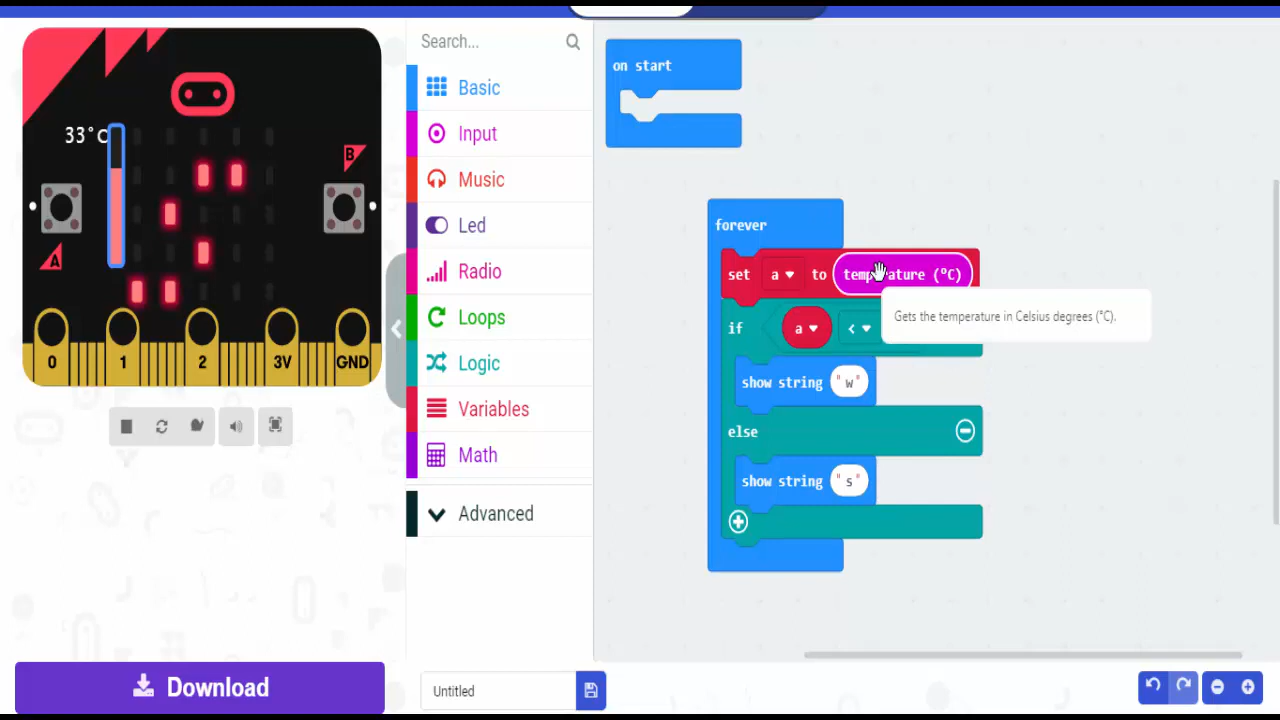 Search...
on start
Basic
33°C
Input
B
Music
Led
forever
A
Radio
set a to temperature (°C)
Gets the temperature in Celsius degrees (°C).
Loops
if a <
0 1 2 3V GND
Logic
show string "w"
Variables
else
Math
show string "s"
Advanced
Download
Untitled